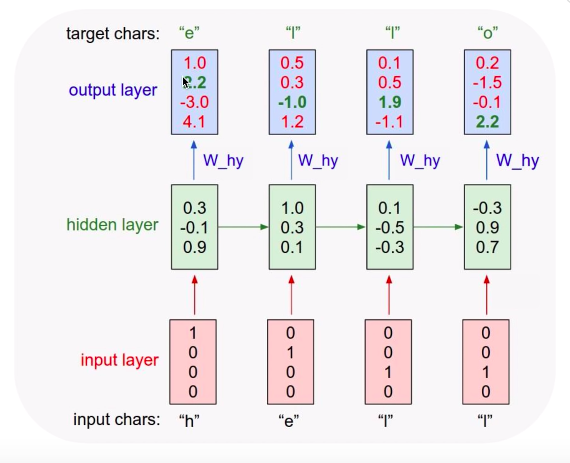 target chars: “e” “l” “l” “o”
output layer
1.0 0.5 0.1 0.2
2.2 0.3 0.5 -1.5
-3.0 -1.0 1.9 -0.1
4.1 1.2 -1.1 2.2
W_hy W_hy W_hy W_hy
hidden layer
0.3 1.0 0.1 -0.3
-0.1 0.3 -0.5 0.9
0.9 0.1 -0.3 0.7
input layer
1 0 0 0
0 1 0 0
0 0 1 1
0 0 0 0
input chars: “h” “e” “l” “l”